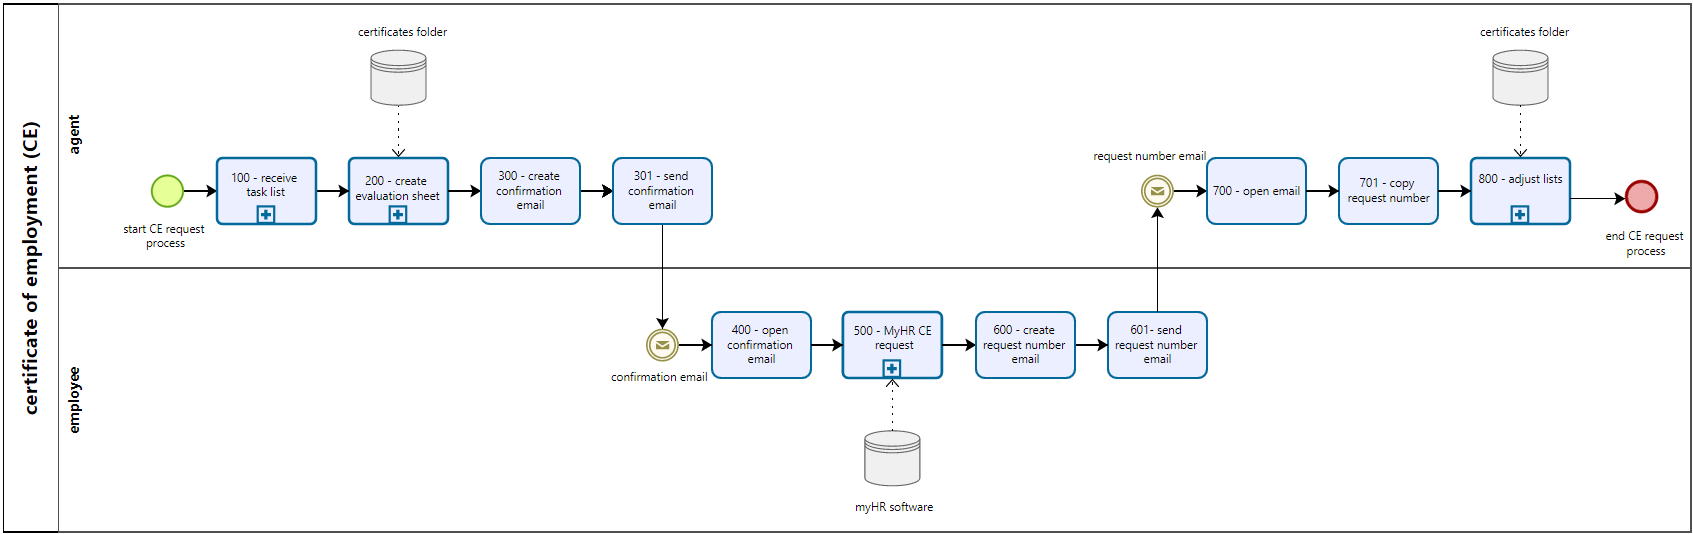 certificate of employment (CE)
agent
certificates folder
certificates folder
100 - receive
task list
200 - create
evaluation sheet
300 - create
confirmation
email
301 - send
confirmation
email
request number email
700 - open email
701 - copy
request number
800 - adjust lists
start CE request
process
end CE request
process
employee
confirmation email
400 - open
confirmation
email
500 - MyHR CE
request
600 - create
request number
email
601- send
request number
email
myHR software